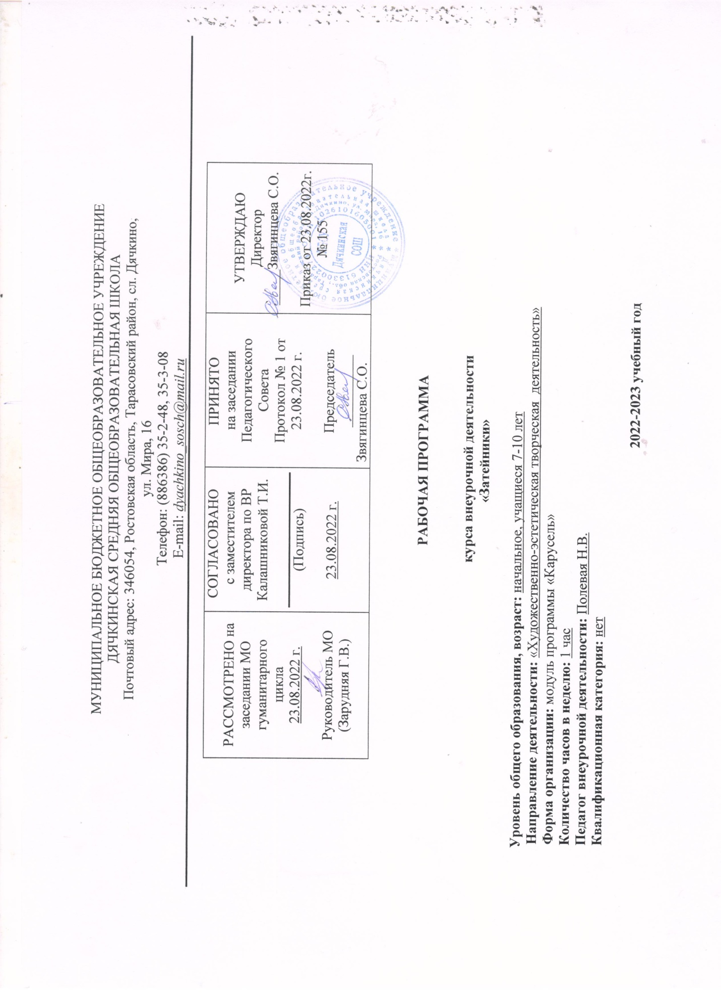 МУНИЦИПАЛЬНОЕ БЮДЖЕТНОЕ ОБЩЕОБРАЗОВАТЕЛЬНОЕ УЧРЕЖДЕНИЕ
ДЯЧКИНСКАЯ СРЕДНЯЯ ОБЩЕОБРАЗОВАТЕЛЬНАЯ ШКОЛА
Почтовый адрес: 346054, Ростовская область, Тарасовский район, сл. Дячкино,
ул. Мира, 16
Телефон: (886386) 35-2-48, 35-3-08
E-mail: dyachkino_sosch@mail.ru
РАССМОТРЕНО на
заседании МО
гуманитарного
цикла
23.08.2022 г.
Руководитель МО
(Зарудняя Г.В.)
СОГЛАСОВАНО
с заместителем
директора по ВР
Калашниковой Т.И.
(Подпись)
23.08.2022 г.
ПРИНЯТО
на заседании
Педагогического
Совета
Протокол № 1 от
23.08.2022 г.
Председатель
Звягинцева С.О.
УТВЕРЖДАЮ
Директор
Звягинцева С.О.
Приказ от 23.08.2022г.
№ 155
Дячкинская
СОШ
РАБОЧАЯ ПРОГРАММА
курса внеурочной деятельности
«Затейники»
Уровень общего образования, возраст: начальное, учащиеся 7-10 лет
Направление деятельности: «Художественно-эстетическая творческая деятельность»
Форма организации: модуль программы «Карусель»
Количество часов в неделю: 1 час
Педагог внеурочной деятельности: Полевая Н.В.
Квалификационная категория: нет
2022-2023 учебный год